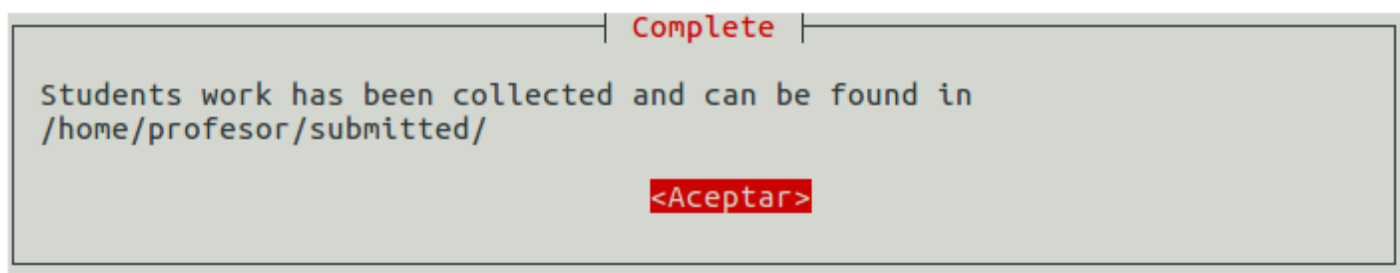 Complete
Students work has been collected and can be found in
/home/profesor/submitted/
<Aceptar>